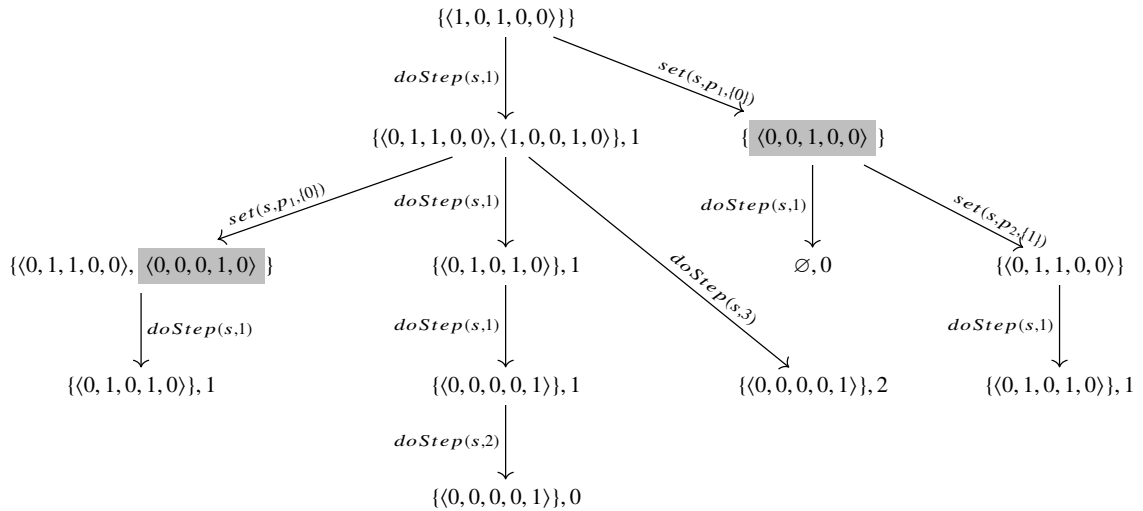 {⟨1, 0, 1, 0, 0⟩}}
doStep(s,1)
set(s,p₁,{0})
{⟨0, 1, 1, 0, 0⟩, ⟨1, 0, 0, 1, 0⟩}, 1
{ ⟨0, 0, 1, 0, 0⟩ }
set(s,p₁,{0})
doStep(s,1)
doStep(s,3)
doStep(s,1)
set(s,p₂,{1})
{⟨0, 1, 1, 0, 0⟩, ⟨0, 0, 0, 1, 0⟩ }
{⟨0, 1, 0, 1, 0⟩}, 1
∅, 0
{⟨0, 1, 1, 0, 0⟩}
doStep(s,1)
doStep(s,1)
doStep(s,1)
{⟨0, 1, 0, 1, 0⟩}, 1
{⟨0, 0, 0, 0, 1⟩}, 1
{⟨0, 0, 0, 0, 1⟩}, 2
{⟨0, 1, 0, 1, 0⟩}, 1
doStep(s,2)
{⟨0, 0, 0, 0, 1⟩}, 0